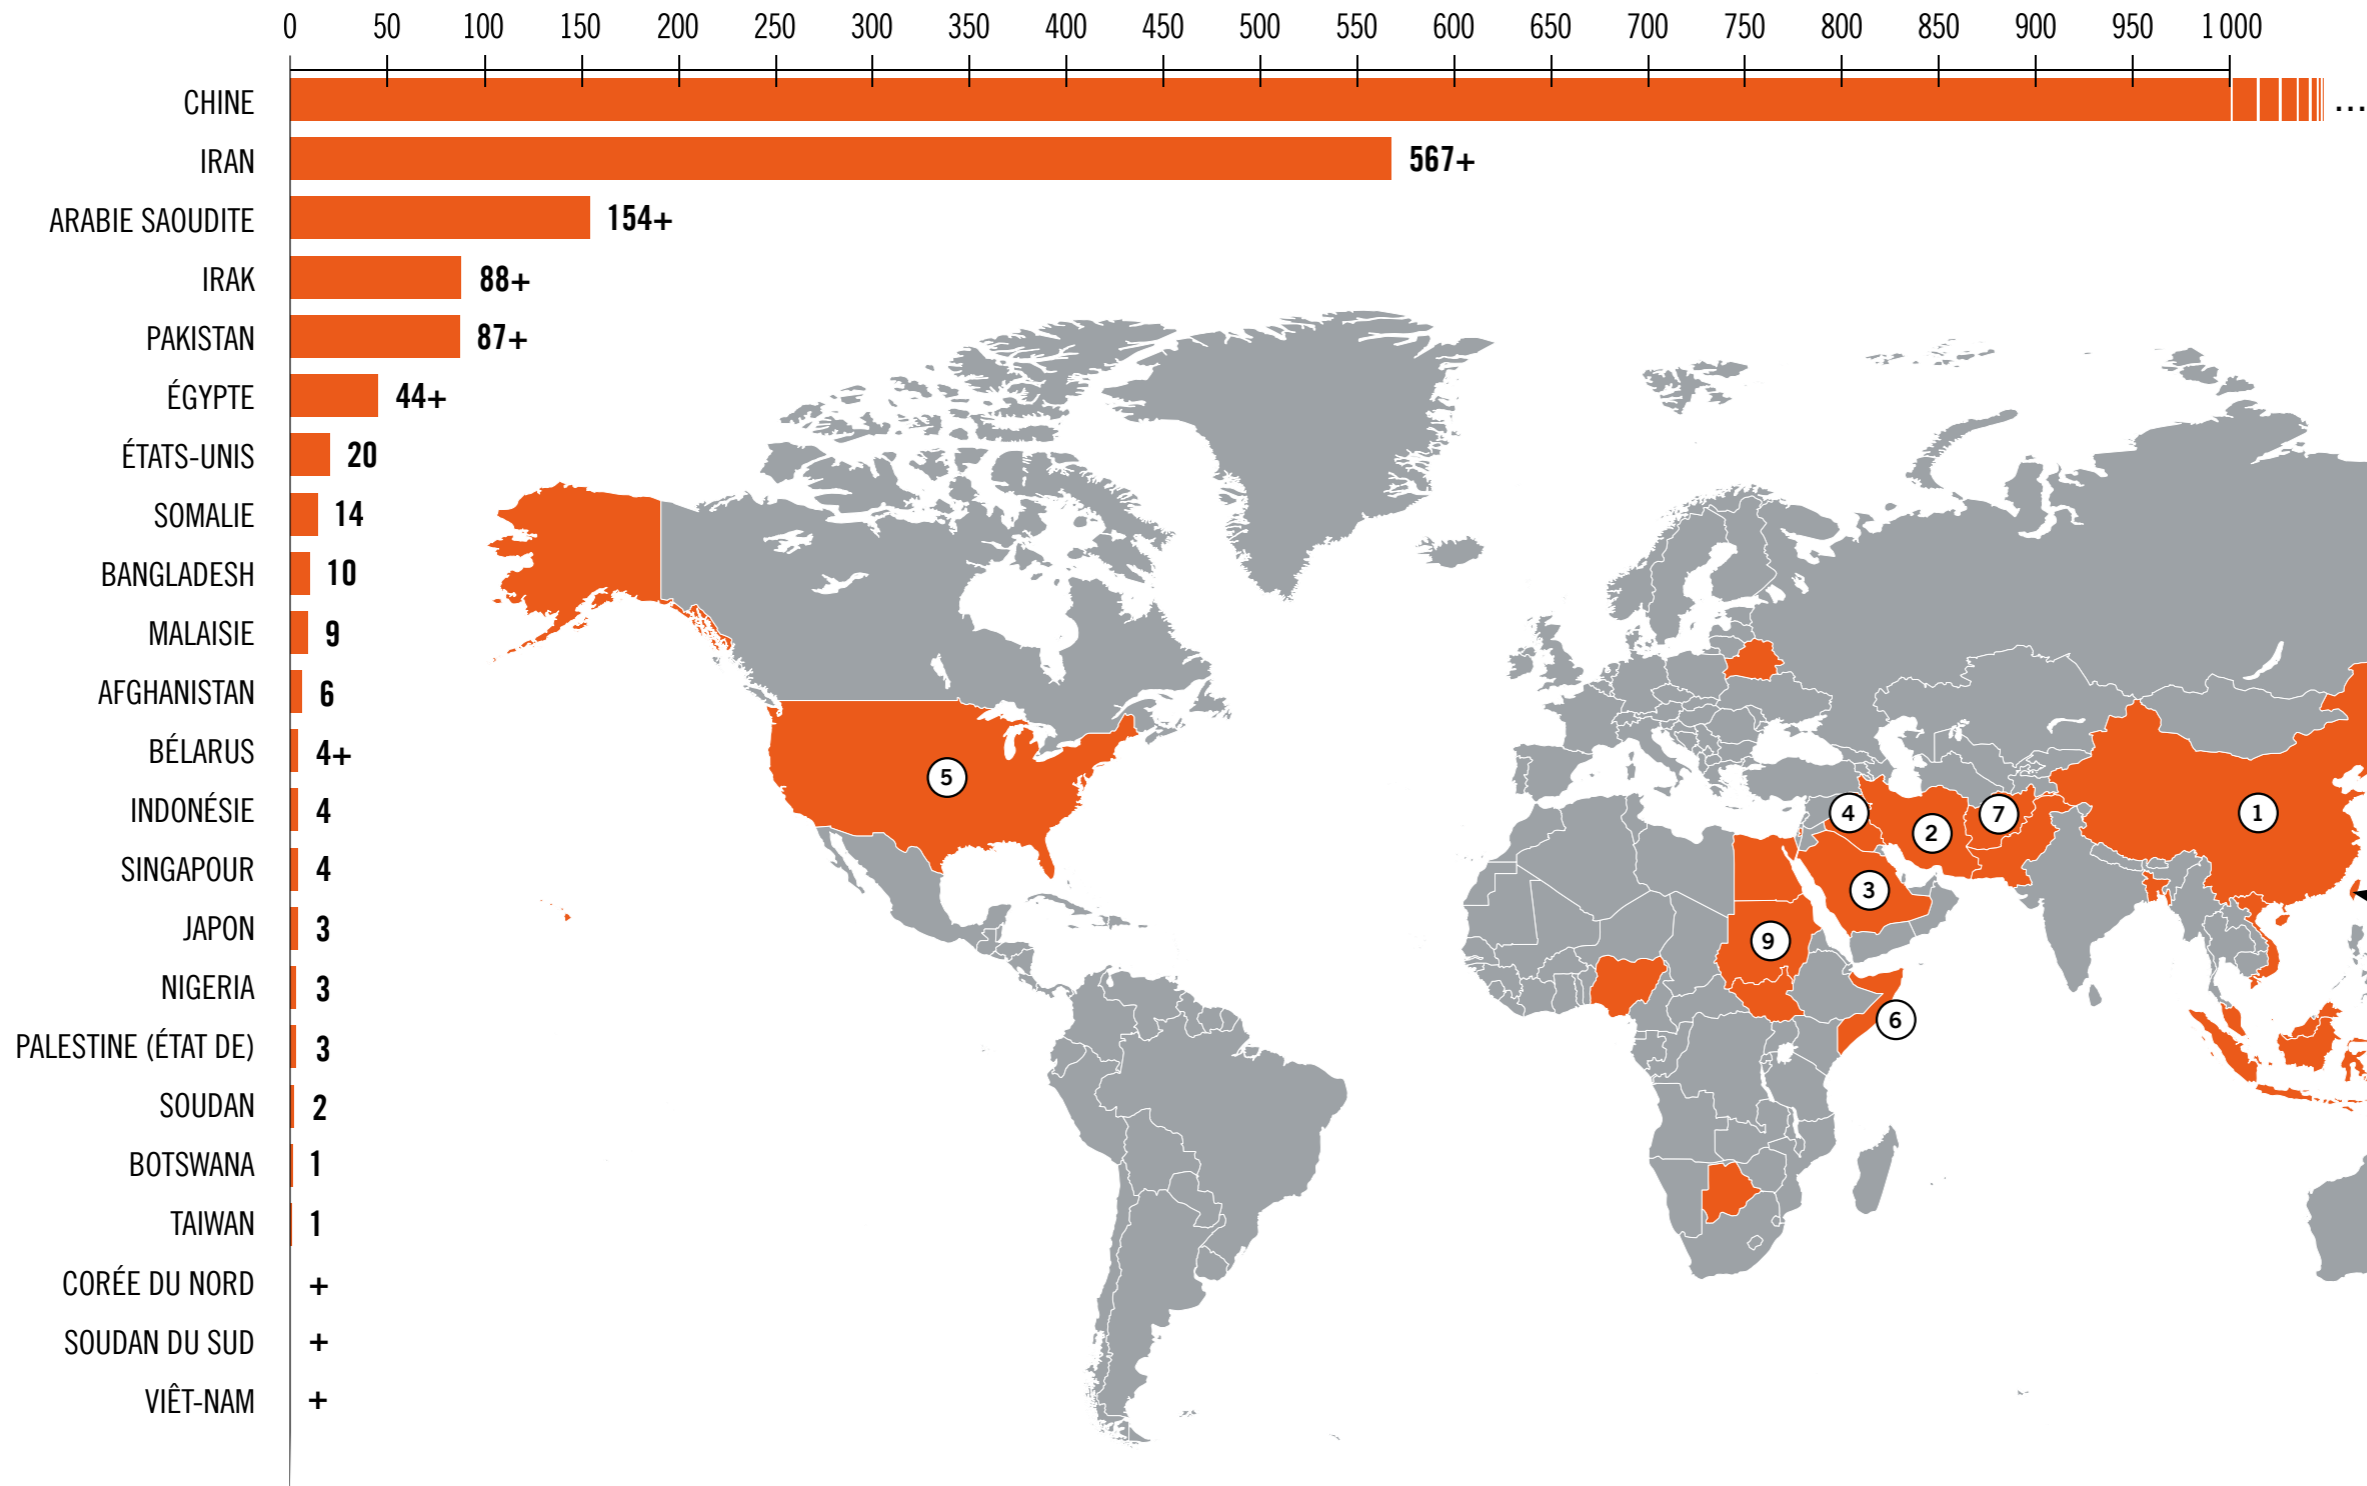 0 50 100 150 200 250 300 350 400 450 500 550 600 650 700 750 800 850 900 950 1 000
CHINE ...
IRAN 567+
ARABIE SAOUDITE 154+
IRAK 88+
PAKISTAN 87+
ÉGYPTE 44+
ÉTATS-UNIS 20
SOMALIE 14
BANGLADESH 10
MALAISIE 9
AFGHANISTAN 6
BÉLARUS 4+
INDONÉSIE 4
SINGAPOUR 4
JAPON 3
NIGERIA 3
PALESTINE (ÉTAT DE) 3
SOUDAN 2
BOTSWANA 1
TAIWAN 1
CORÉE DU NORD +
SOUDAN DU SUD +
VIÊT-NAM +
5
4
2
7
1
3
9
6